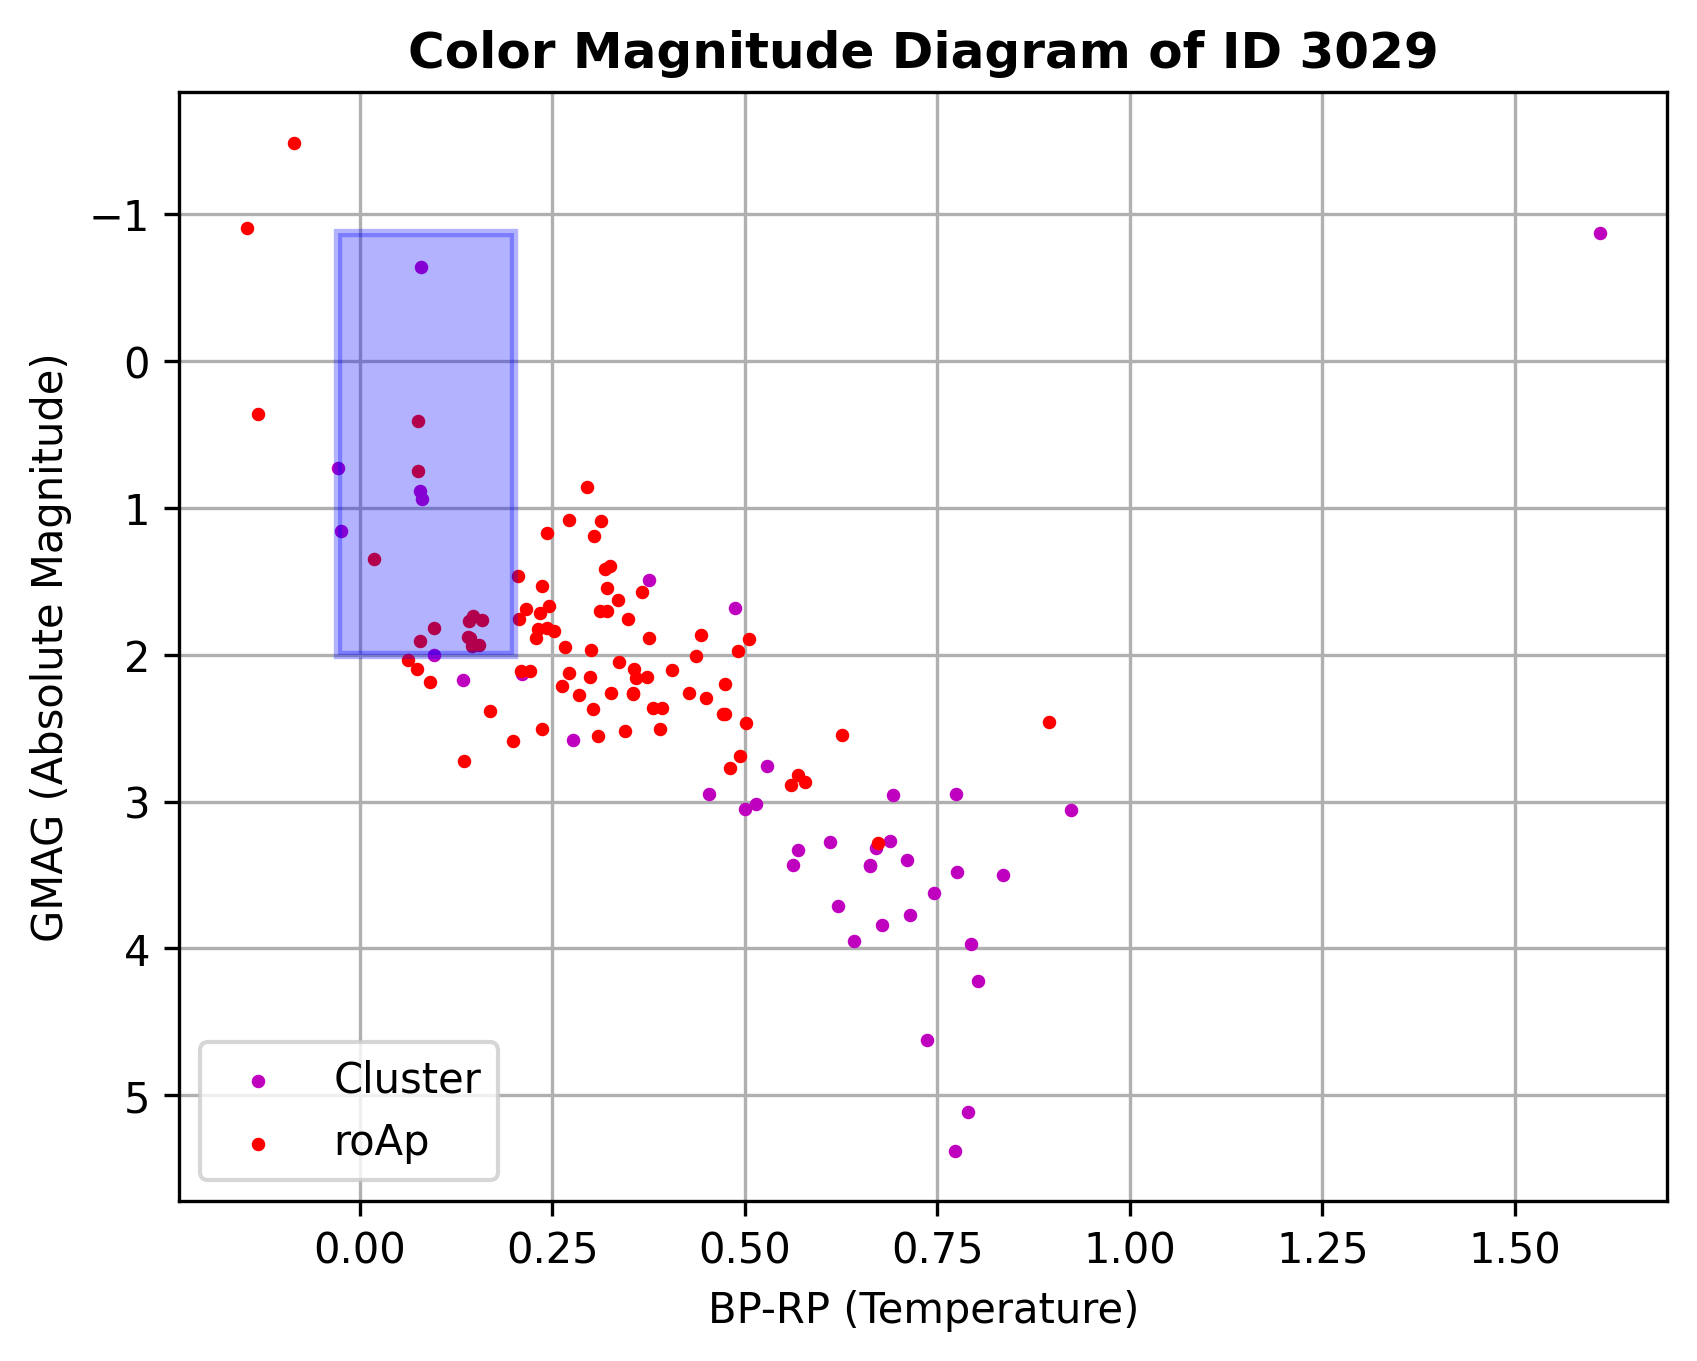 Color Magnitude Diagram of ID 3029
GMAG (Absolute Magnitude)
−1
0
1
2
3
4
5
Cluster
roAp
0.00 0.25 0.50 0.75 1.00 1.25 1.50
BP-RP (Temperature)